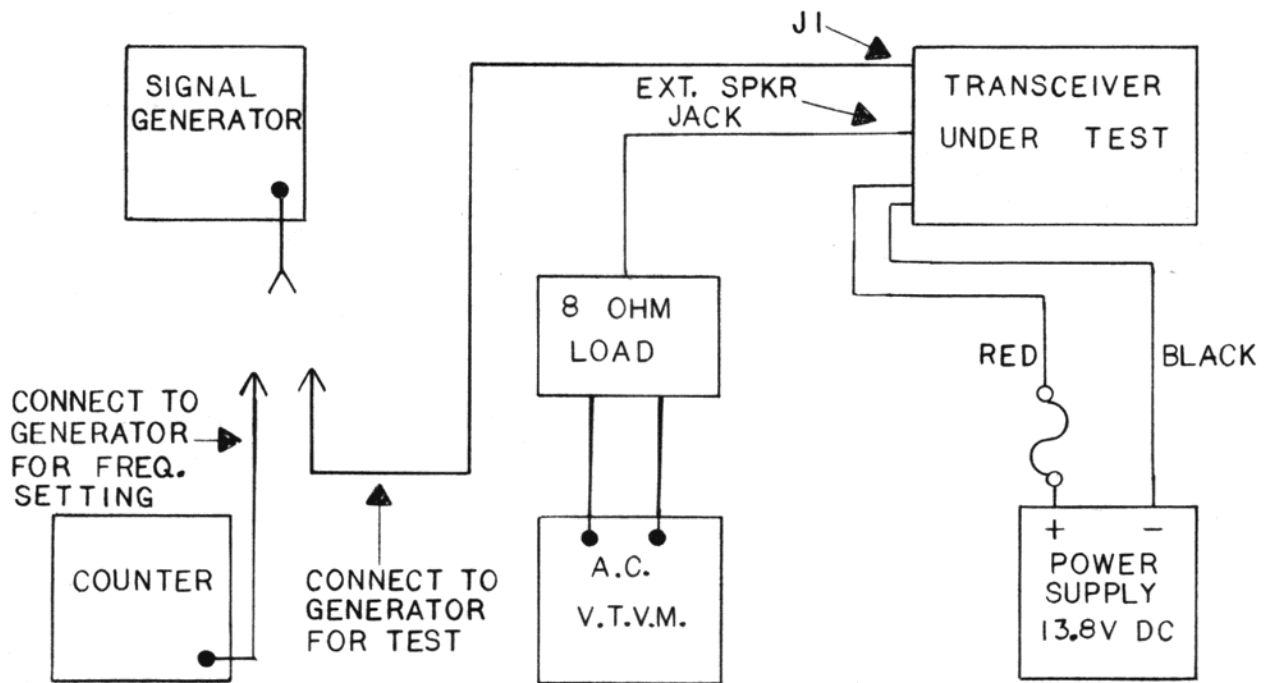 J1
SIGNAL
GENERATOR
EXT. SPKR
JACK
TRANSCEIVER
UNDER TEST
8 OHM
LOAD
RED
BLACK
CONNECT TO
GENERATOR
FOR FREQ.
SETTING
COUNTER
CONNECT TO
GENERATOR
FOR TEST
A.C.
V.T.V.M.
+ −
POWER
SUPPLY
13.8V DC